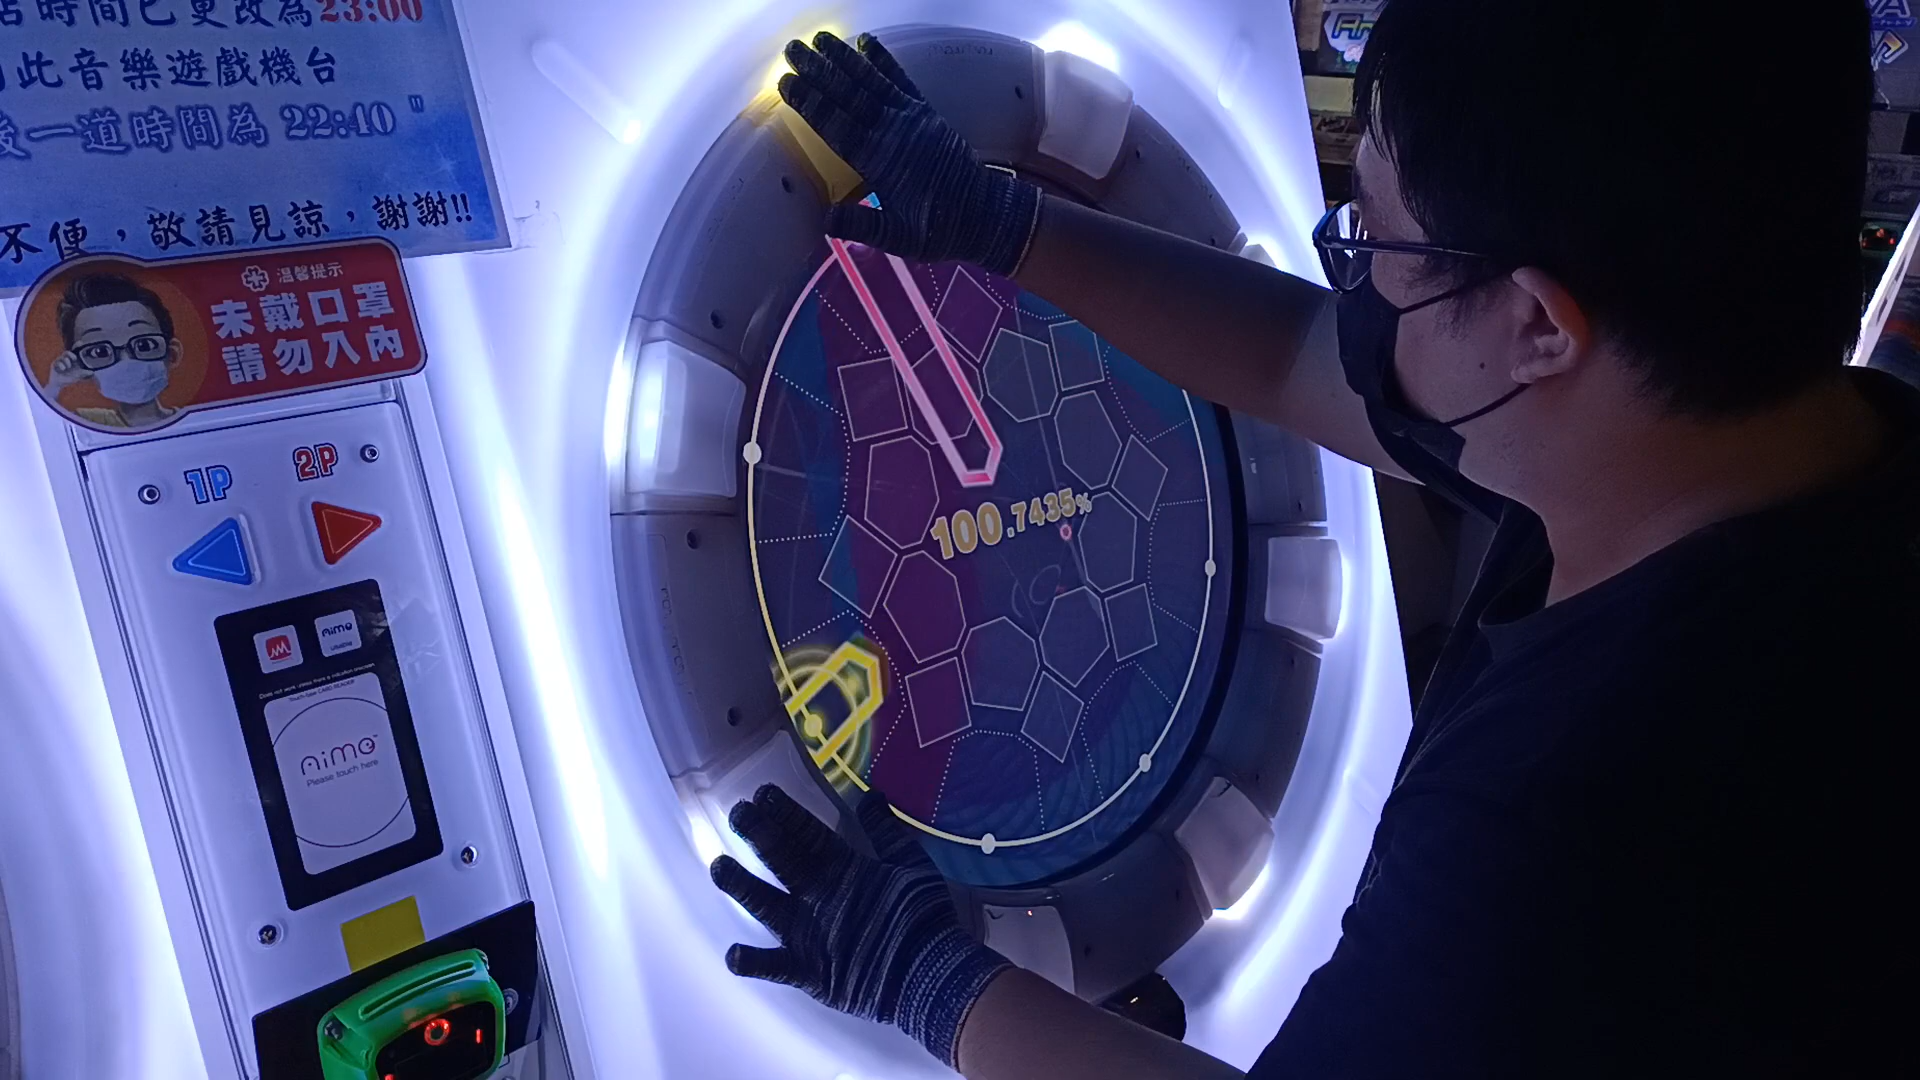 時間已更改為23:00
此音樂遊戲機台
後一道時間為 22:40 "
不便，敬請見諒，謝謝!!
溫馨提示
未戴口罩
請勿入內
1P
2P
Aime
Aime
Please touch here
100.7435%